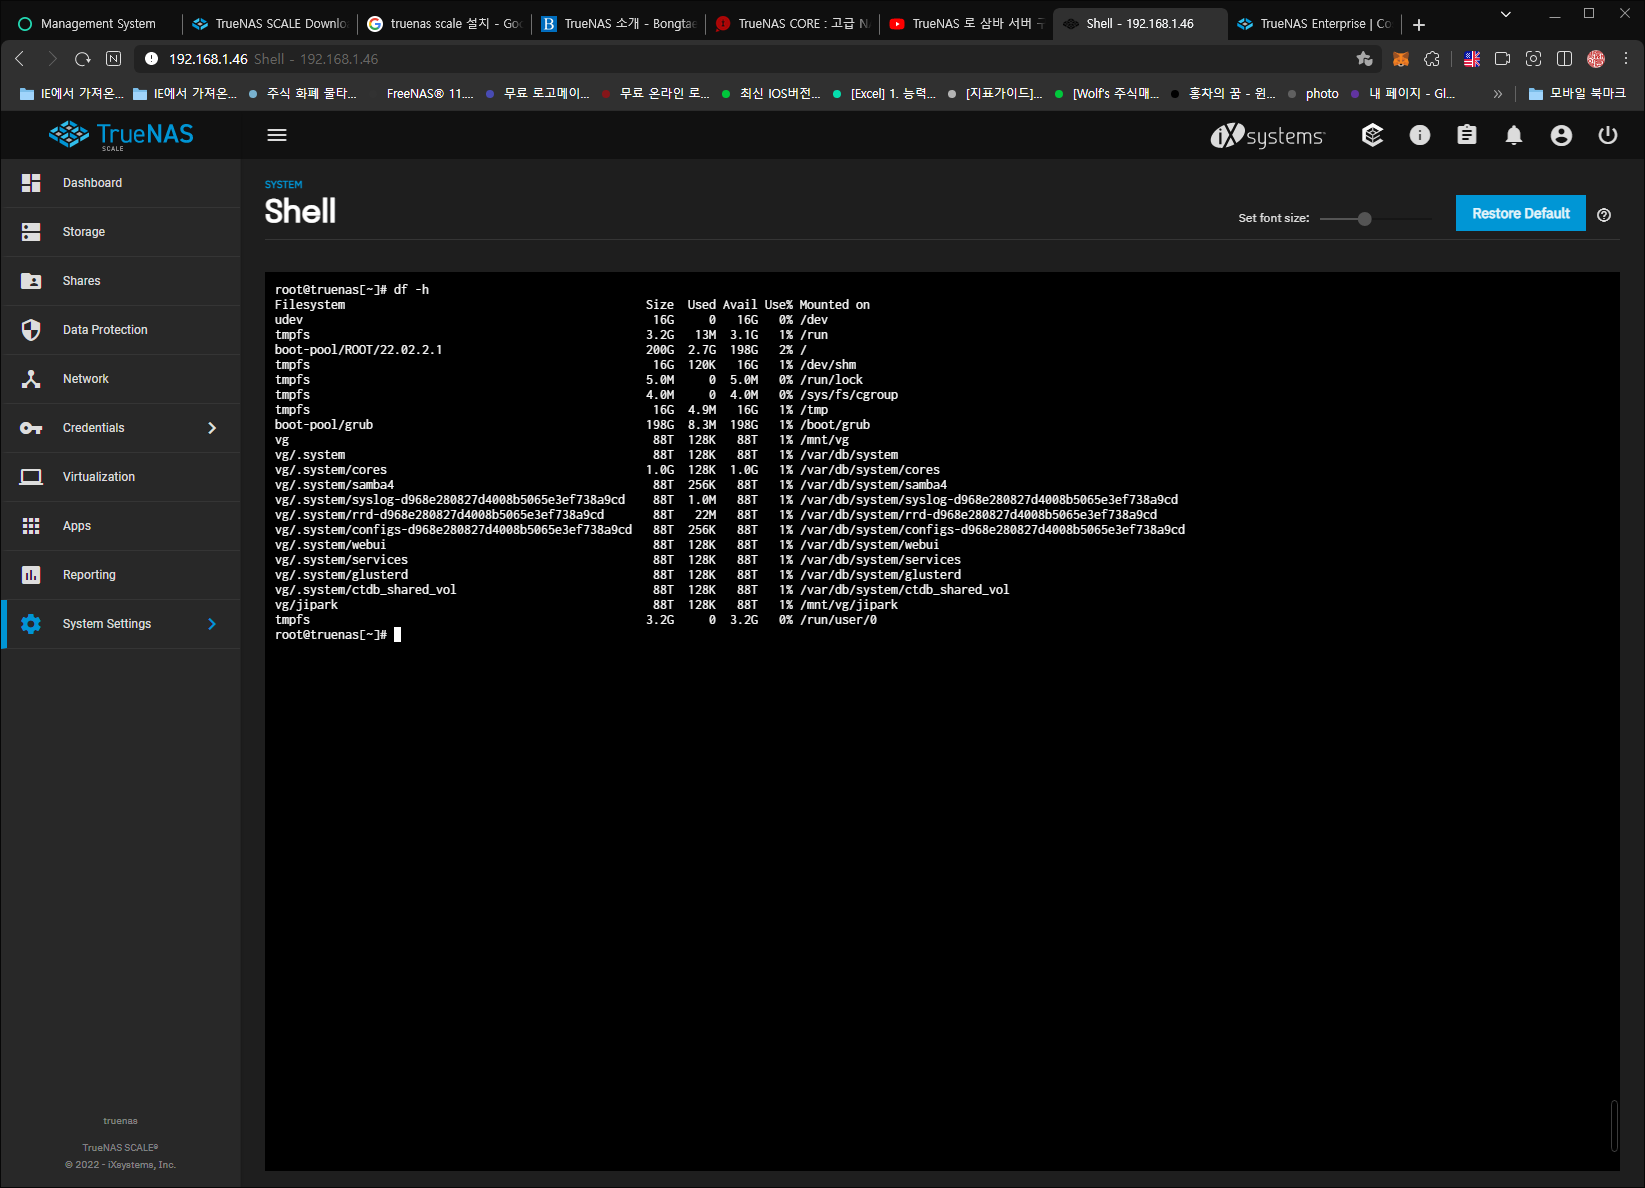 Management System
TrueNAS SCALE Downlo
truenas scale 설치 - Goo
TrueNAS 소개 - Bongtae
TrueNAS CORE : 고급 N
TrueNAS 로 삼바 서버 구
Shell - 192.168.1.46
TrueNAS Enterprise | Co
192.168.1.46 Shell - 192.168.1.46
IE에서 가져온...
IE에서 가져온...
주식 화폐 물타...
FreeNAS® 11....
무료 로고메이...
무료 온라인 로...
최신 IOS버전...
[Excel] 1. 능력...
[지표가이드]...
[Wolf's 주식매...
홍차의 꿈 - 윈...
photo
내 페이지 - Gl...
»
모바일 북마크
TrueNAS
SCALE
iXsystems
Dashboard
Storage
Shares
Data Protection
Network
Credentials
Virtualization
Apps
Reporting
System Settings
truenas
TrueNAS SCALE®
© 2022 - iXsystems, Inc.
SYSTEM
Shell
Set font size:
Restore Default
root@truenas[~]# df -h
Filesystem Size Used Avail Use% Mounted on
udev 16G 0 16G 0% /dev
tmpfs 3.2G 13M 3.1G 1% /run
boot-pool/ROOT/22.02.2.1 200G 2.7G 198G 2% /
tmpfs 16G 120K 16G 1% /dev/shm
tmpfs 5.0M 0 5.0M 0% /run/lock
tmpfs 4.0M 0 4.0M 0% /sys/fs/cgroup
tmpfs 16G 4.9M 16G 1% /tmp
boot-pool/grub 198G 8.3M 198G 1% /boot/grub
vg 88T 128K 88T 1% /mnt/vg
vg/.system 88T 128K 88T 1% /var/db/system
vg/.system/cores 1.0G 128K 1.0G 1% /var/db/system/cores
vg/.system/samba4 88T 256K 88T 1% /var/db/system/samba4
vg/.system/syslog-d968e280827d4008b5065e3ef738a9cd 88T 1.0M 88T 1% /var/db/system/syslog-d968e280827d4008b5065e3ef738a9cd
vg/.system/rrd-d968e280827d4008b5065e3ef738a9cd 88T 22M 88T 1% /var/db/system/rrd-d968e280827d4008b5065e3ef738a9cd
vg/.system/configs-d968e280827d4008b5065e3ef738a9cd 88T 256K 88T 1% /var/db/system/configs-d968e280827d4008b5065e3ef738a9cd
vg/.system/webui 88T 128K 88T 1% /var/db/system/webui
vg/.system/services 88T 128K 88T 1% /var/db/system/services
vg/.system/glusterd 88T 128K 88T 1% /var/db/system/glusterd
vg/.system/ctdb_shared_vol 88T 128K 88T 1% /var/db/system/ctdb_shared_vol
vg/jipark 88T 128K 88T 1% /mnt/vg/jipark
tmpfs 3.2G 0 3.2G 0% /run/user/0
root@truenas[~]#